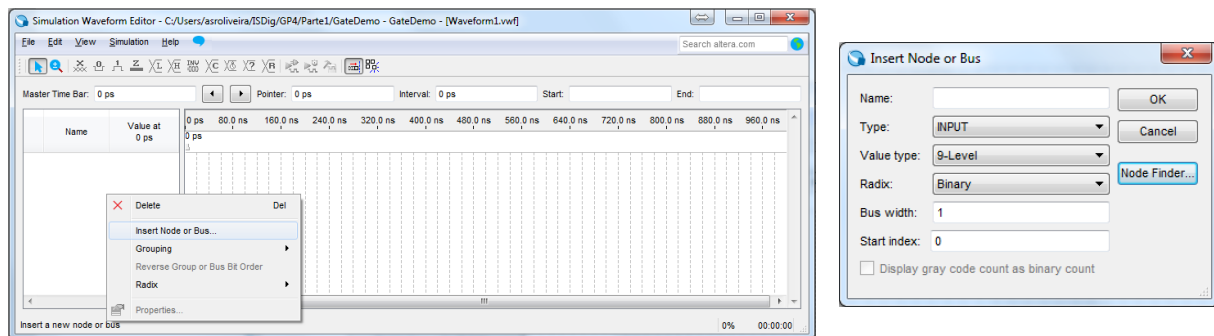 Simulation Waveform Editor - C:/Users/asroliveira/ISDig/GP4/Parte1/GateDemo - GateDemo - [Waveform1.vwf]
File Edit View Simulation Help Search altera.com
Master Time Bar: 0 ps Pointer: 0 ps Interval: 0 ps Start: End:
Name Value at 0 ps
0 ps 80.0 ns 160.0 ns 240.0 ns 320.0 ns 400.0 ns 480.0 ns 560.0 ns 640.0 ns 720.0 ns 800.0 ns 880.0 ns 960.0 ns
0 ps
Delete Del
Insert Node or Bus...
Grouping
Reverse Group or Bus Bit Order
Radix
Properties...
Insert a new node or bus 0% 00:00:00
Insert Node or Bus
Name: OK
Type: INPUT Cancel
Value type: 9-Level
Node Finder...
Radix: Binary
Bus width: 1
Start index: 0
Display gray code count as binary count